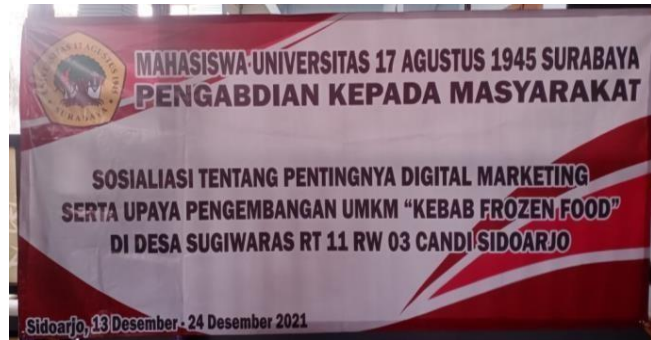 MAHASISWA UNIVERSITAS 17 AGUSTUS 1945 SURABAYA
PENGABDIAN KEPADA MASYARAKAT
SURABAYA
SOSIALIASI TENTANG PENTINGNYA DIGITAL MARKETING
SERTA UPAYA PENGEMBANGAN UMKM “KEBAB FROZEN FOOD”
DI DESA SUGIWARAS RT 11 RW 03 CANDI SIDOARJO
Sidoarjo, 13 Desember - 24 Desember 2021